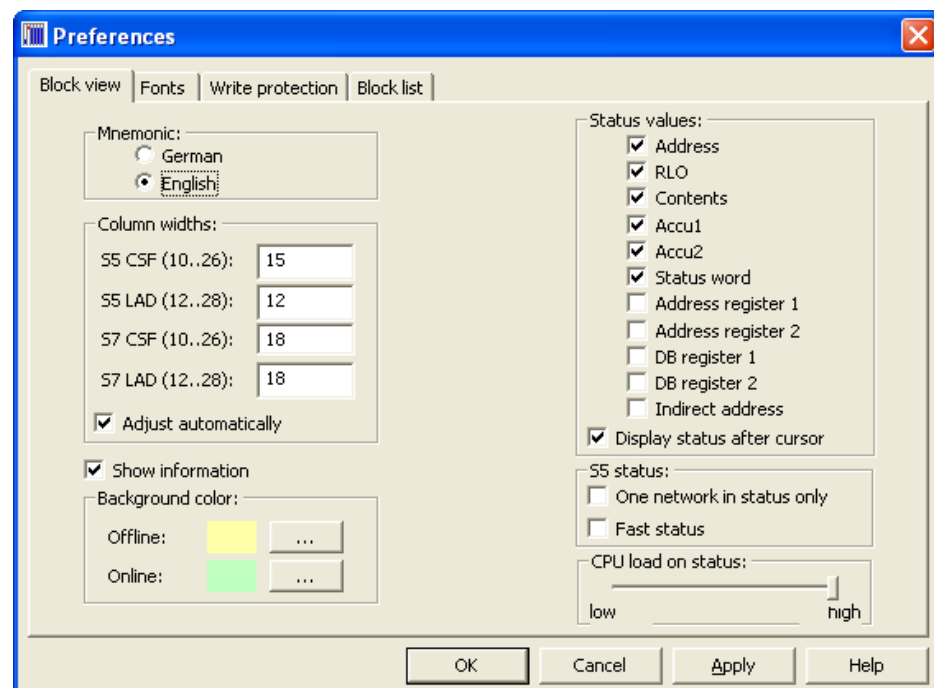 Preferences
Block view Fonts Write protection Block list
Mnemonic:
German
English
Column widths:
S5 CSF (10..26): 15
S5 LAD (12..28): 12
S7 CSF (10..26): 18
S7 LAD (12..28): 18
Adjust automatically
Show information
Background color:
Offline: ...
Online: ...
Status values:
Address
RLO
Contents
Accu1
Accu2
Status word
Address register 1
Address register 2
DB register 1
DB register 2
Indirect address
Display status after cursor
S5 status:
One network in status only
Fast status
CPU load on status:
low high
OK Cancel Apply Help